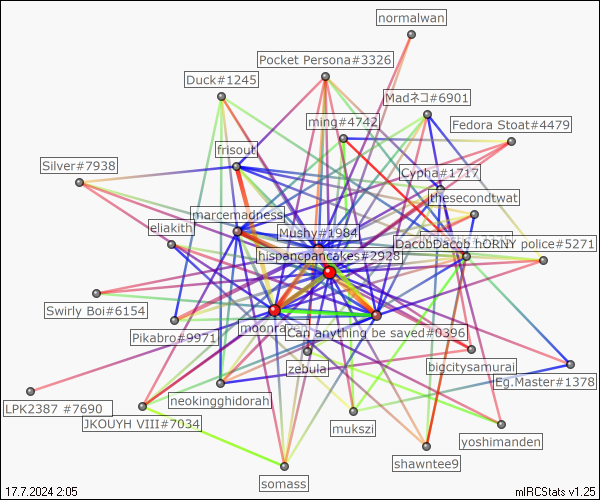 normalwan
Pocket Persona#3326
Duck#1245
Madネコ#6901
ming#4742
Fedora Stoat#4479
frisout
Silver#7938
Cypha#1717
thesecondtwat
marcemadness
eliakith
Mushy#1984
DacobDacob
hORNY police#5271
hispancpancakes#2928
Swirly Boi#6154
moonra
Can anything be saved#0396
Pikabro#9971
zebula
bigcitysamurai
Eg.Master#1378
neokingghidorah
LPK2387 #7690
JKOUYH VIII#7034
mukszi
yoshimanden
shawntee9
somass
17.7.2024 2:05
mIRCStats v1.25